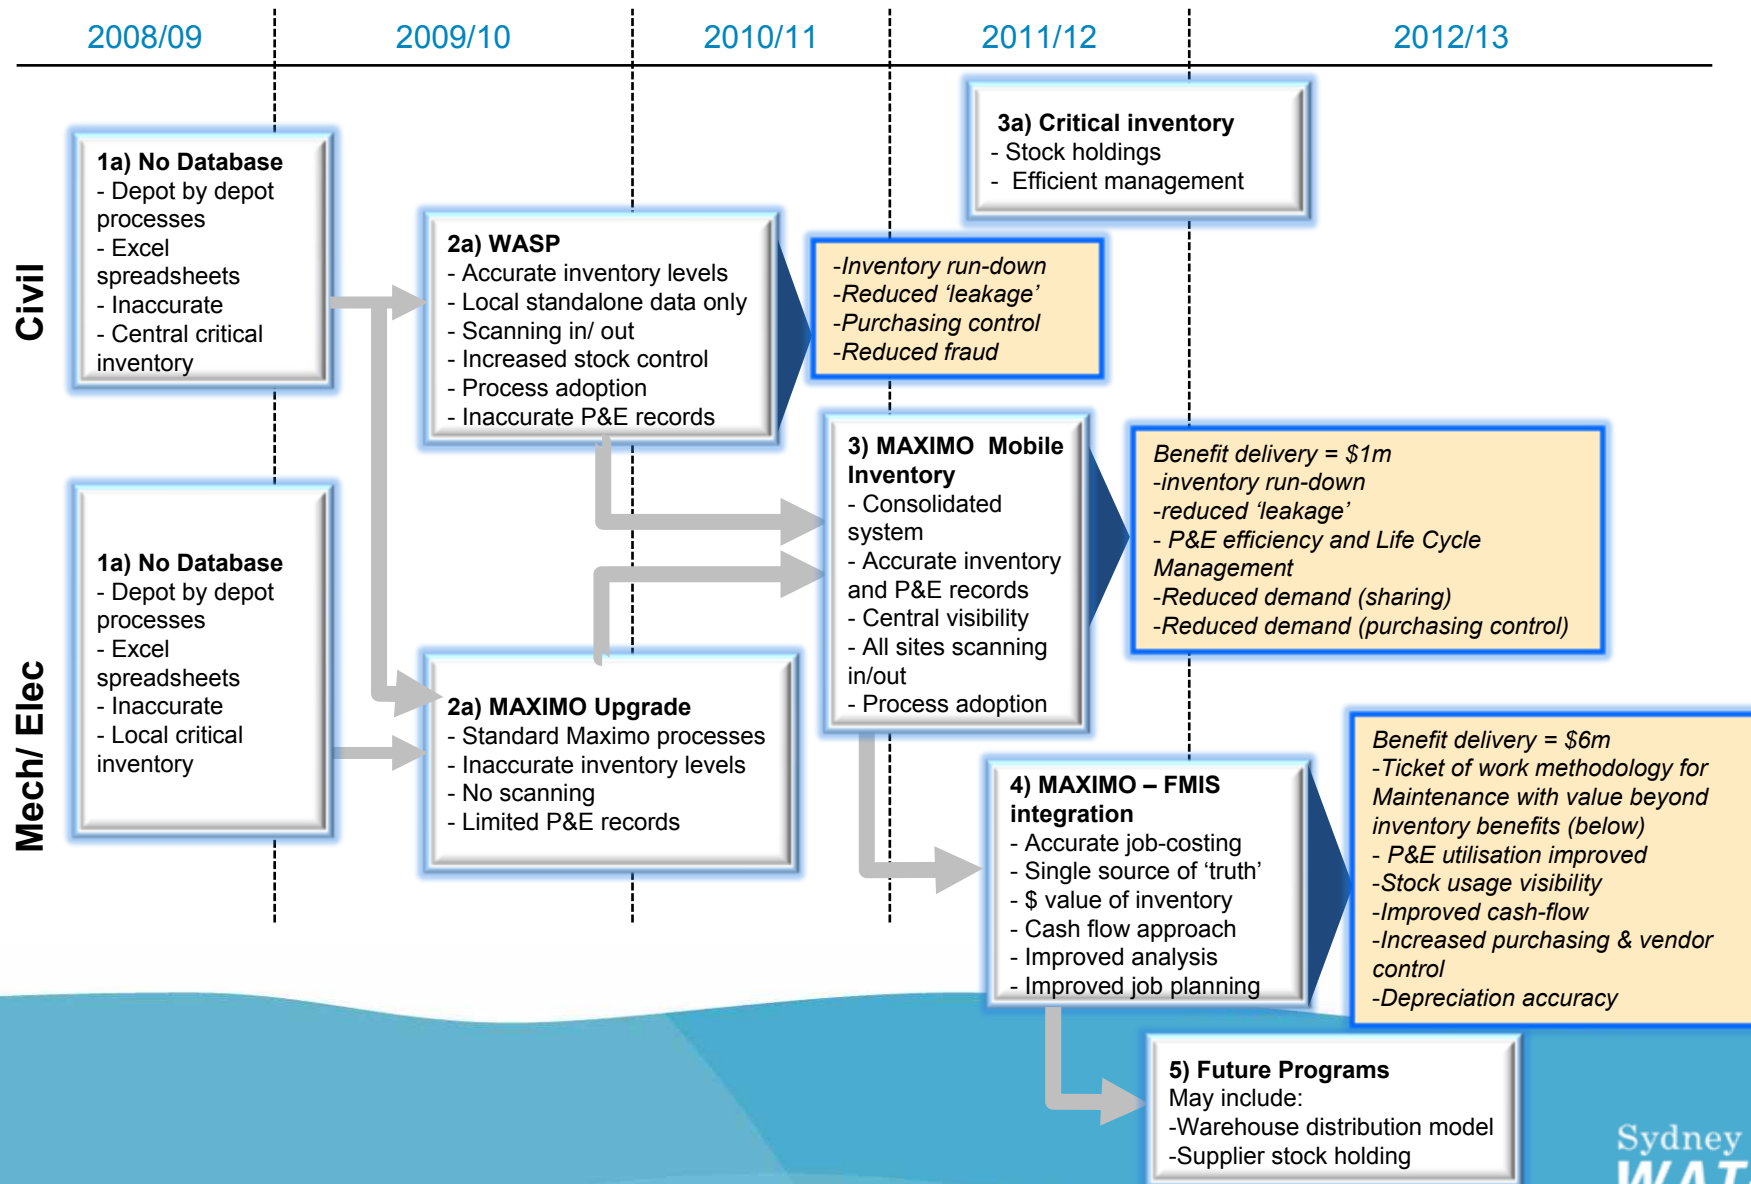 2008/09
2009/10
2010/11
2011/12
2012/13
Civil
Mech/ Elec
1a) No Database
- Depot by depot
processes
- Excel
spreadsheets
- Inaccurate
- Central critical
inventory
1a) No Database
- Depot by depot
processes
- Excel
spreadsheets
- Inaccurate
- Local critical
inventory
2a) WASP
- Accurate inventory levels
- Local standalone data only
- Scanning in/ out
- Increased stock control
- Process adoption
- Inaccurate P&E records
2a) MAXIMO Upgrade
- Standard Maximo processes
- Inaccurate inventory levels
- No scanning
- Limited P&E records
-Inventory run-down
-Reduced ‘leakage’
-Purchasing control
-Reduced fraud
3a) Critical inventory
- Stock holdings
- Efficient management
3) MAXIMO Mobile
Inventory
- Consolidated
system
- Accurate inventory
and P&E records
- Central visibility
- All sites scanning
in/out
- Process adoption
Benefit delivery = $1m
-inventory run-down
-reduced ‘leakage’
- P&E efficiency and Life Cycle
Management
-Reduced demand (sharing)
-Reduced demand (purchasing control)
4) MAXIMO – FMIS
integration
- Accurate job-costing
- Single source of ‘truth’
- $ value of inventory
- Cash flow approach
- Improved analysis
- Improved job planning
Benefit delivery = $6m
-Ticket of work methodology for
Maintenance with value beyond
inventory benefits (below)
- P&E utilisation improved
-Stock usage visibility
-Improved cash-flow
-Increased purchasing & vendor
control
-Depreciation accuracy
5) Future Programs
May include:
-Warehouse distribution model
-Supplier stock holding
Sydney